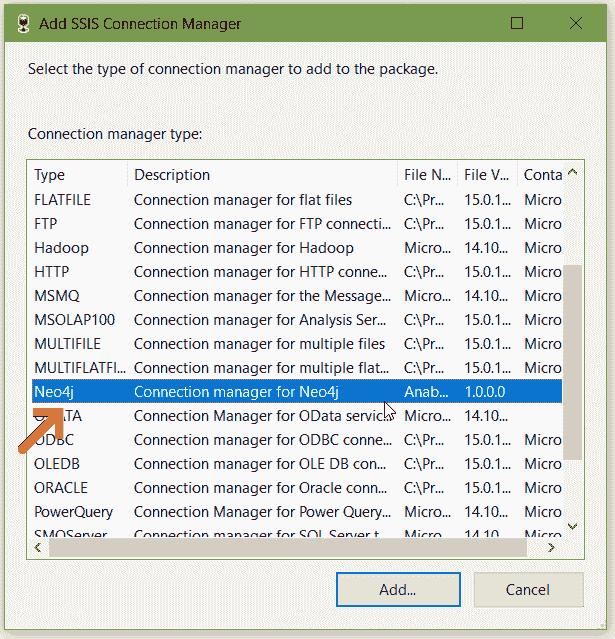 Add SSIS Connection Manager
Select the type of connection manager to add to the package.
Connection manager type:
Type Description File N... File V... Conta
FLATFILE Connection manager for flat files C:\Pr... 15.0.1... Micro
FTP Connection manager for FTP connecti... C:\Pr... 15.0.1... Micro
Hadoop Connection manager for Hadoop Micro... 14.10... Micro
HTTP Connection manager for HTTP conne... C:\Pr... 15.0.1... Micro
MSMQ Connection manager for the Message... Micro... 14.10... Micro
MSOLAP100 Connection manager for Analysis Ser... C:\Pr... 15.0.1... Micro
MULTIFILE Connection manager for multiple files C:\Pr... 15.0.1... Micro
MULTIFLATFI... Connection manager for multiple flat... C:\Pr... 15.0.1... Micro
Neo4j Connection manager for Neo4j Anab... 1.0.0.0
Connection Manager for OData servic Micro... 14.10...
ODBC Connection manager for ODBC conne... C:\Pr... 15.0.1... Micro
OLEDB Connection manager for OLE DB con... C:\Pr... 15.0.1... Micro
ORACLE Connection manager for Oracle conn... C:\Pr... 15.0.1... Micro
PowerQuery Connection Manager for Power Query... Micro... 14.10... Micro
SMOServer Connection manager for SQL Server t... Micro... 14.10... Micro
Add... Cancel